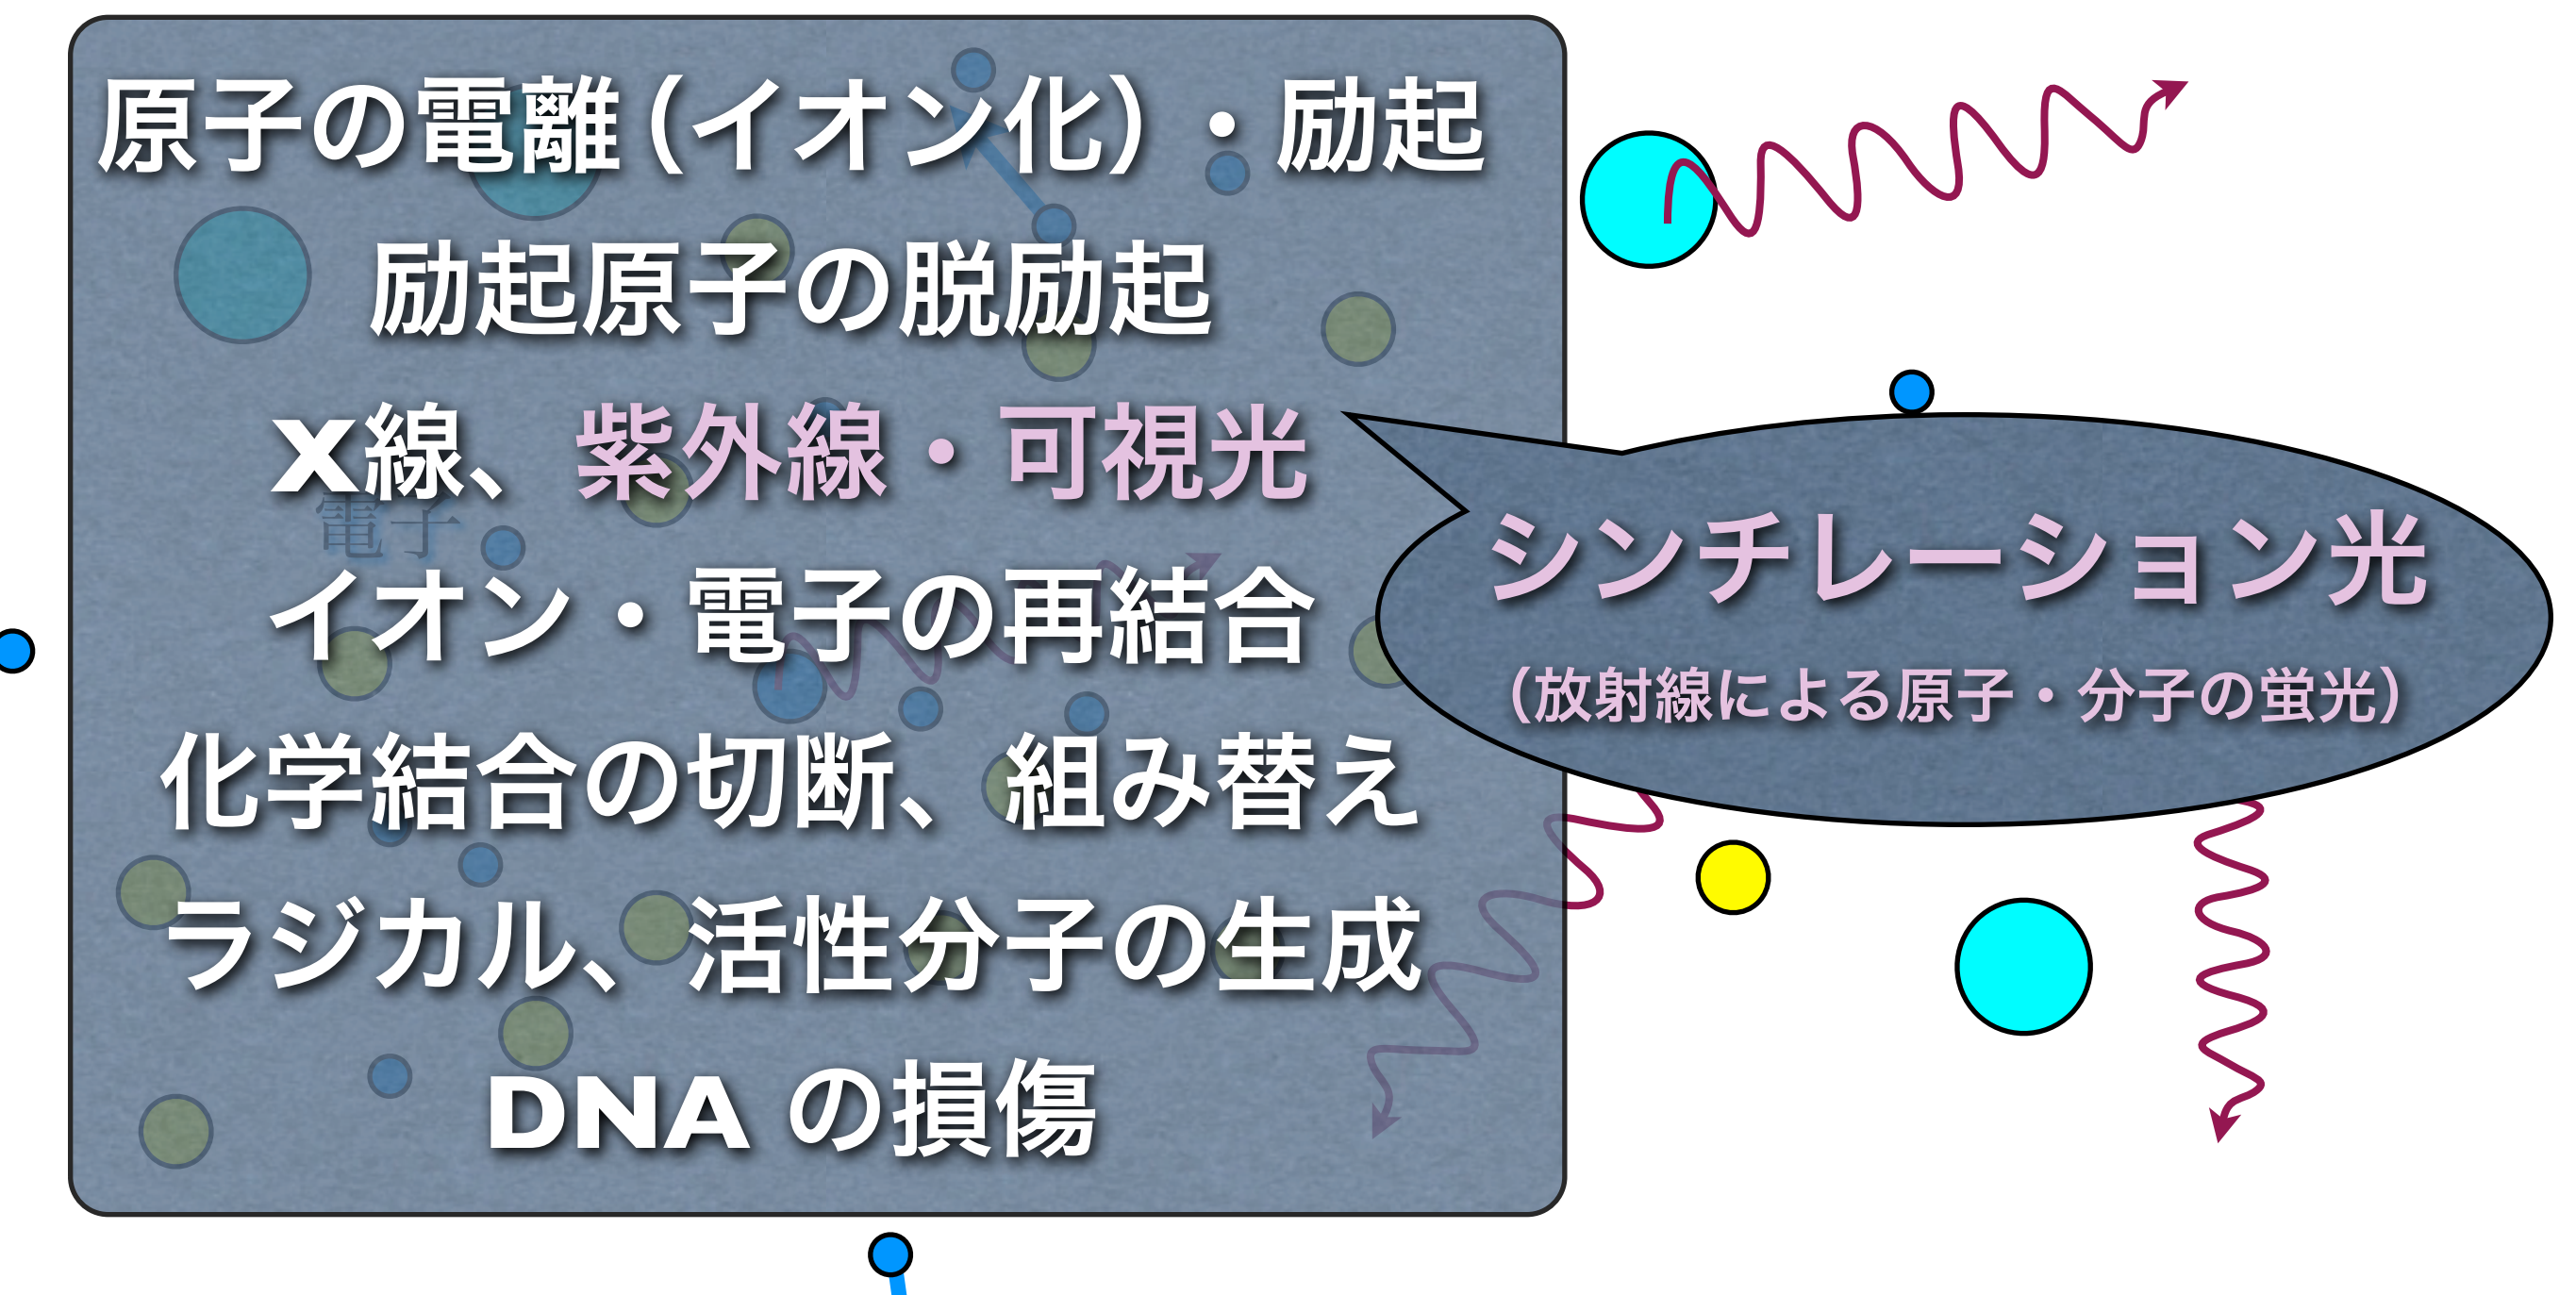 原子の電離（イオン化）・励起
励起原子の脱励起
X線、紫外線・可視光
電子
イオン・電子の再結合
化学結合の切断、組み替え
ラジカル、活性分子の生成
DNA の損傷
シンチレーション光
（放射線による原子・分子の蛍光）